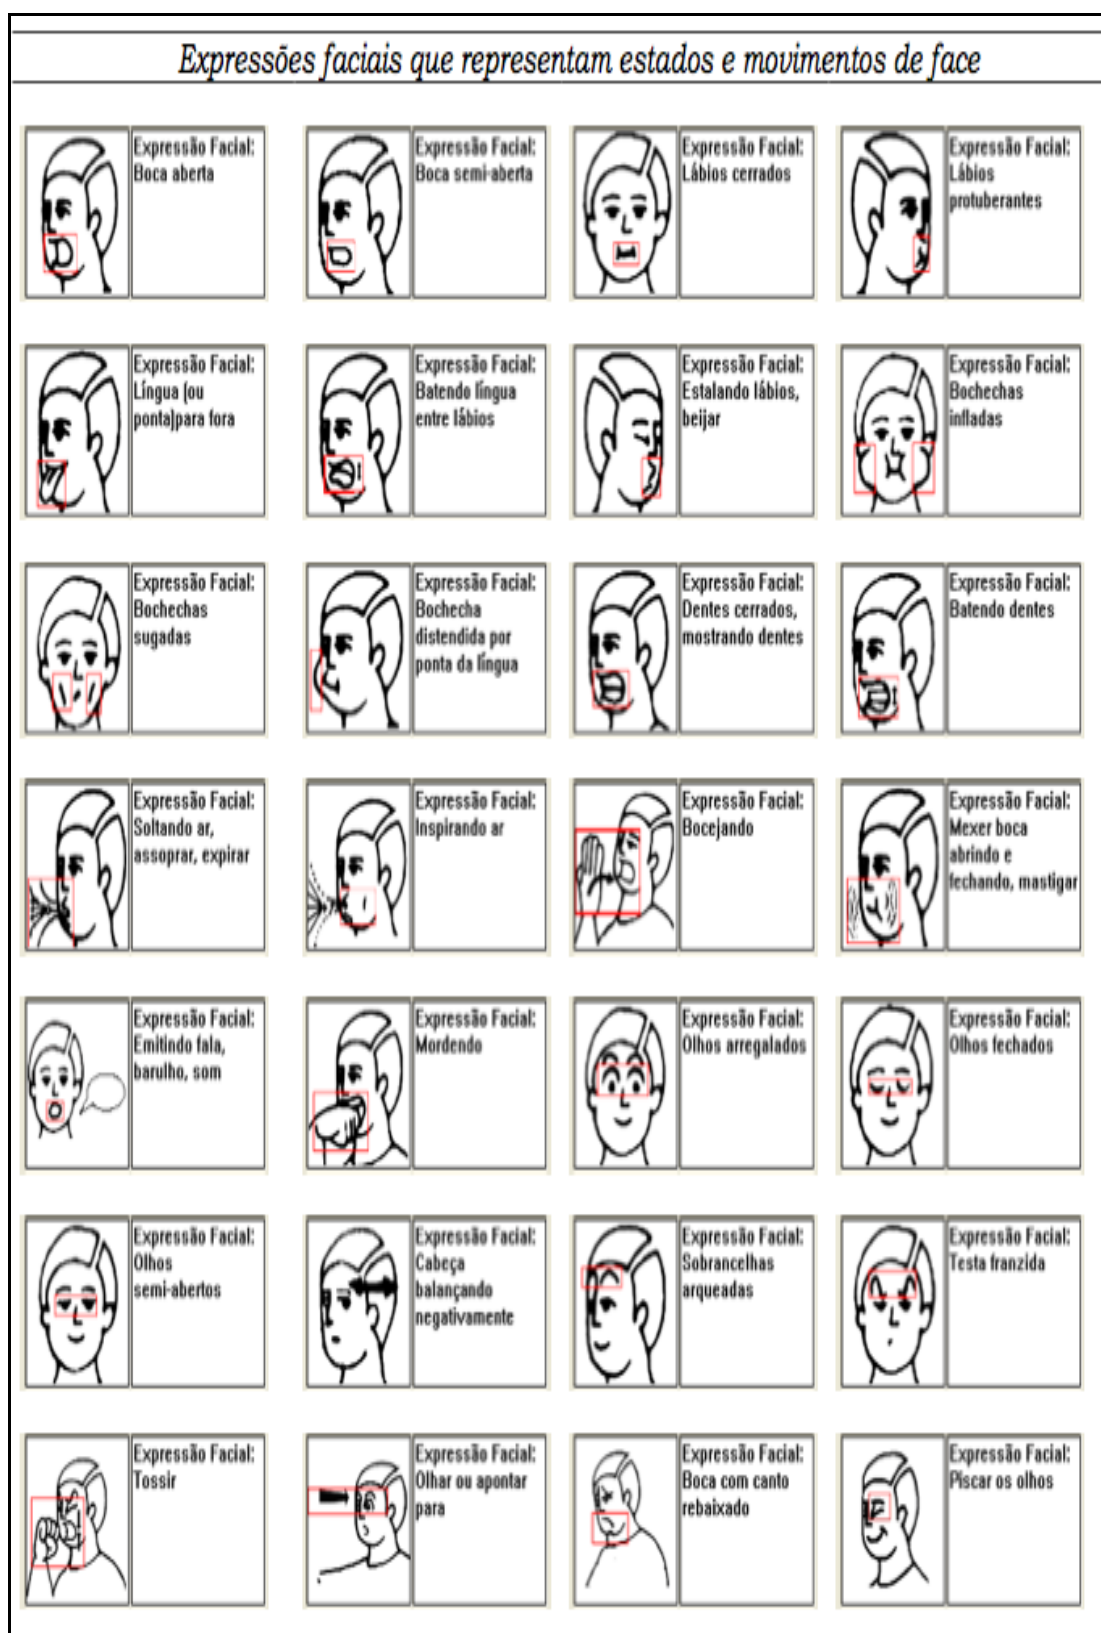 Expressões faciais que representam estados e movimentos de face
Expressão Facial:
Boca aberta
Expressão Facial:
Boca semi-aberta
Expressão Facial:
Lábios cerrados
Expressão Facial:
Lábios
protuberantes
Expressão Facial:
Língua (ou
ponta)para fora
Expressão Facial:
Batendo língua
entre lábios
Expressão Facial:
Estalando lábios,
beijar
Expressão Facial:
Bochechas
infladas
Expressão Facial:
Bochechas
sugadas
Expressão Facial:
Bochecha
distendida por
ponta da língua
Expressão Facial:
Dentes cerrados,
mostrando dentes
Expressão Facial:
Batendo dentes
Expressão Facial:
Soltando ar,
assoprar, expirar
Expressão Facial:
Inspirando ar
Expressão Facial:
Bocejando
Expressão Facial:
Mexer boca
abrindo e
fechando, mastigar
Expressão Facial:
Emitindo fala,
barulho, som
Expressão Facial:
Mordendo
Expressão Facial:
Olhos arregalados
Expressão Facial:
Olhos fechados
Expressão Facial:
Olhos
semi-abertos
Expressão Facial:
Cabeça
balançando
negativamente
Expressão Facial:
Sobrancelhas
arqueadas
Expressão Facial:
Testa franzida
Expressão Facial:
Tossir
Expressão Facial:
Olhar ou apontar
para
Expressão Facial:
Boca com canto
rebaixado
Expressão Facial:
Piscar os olhos